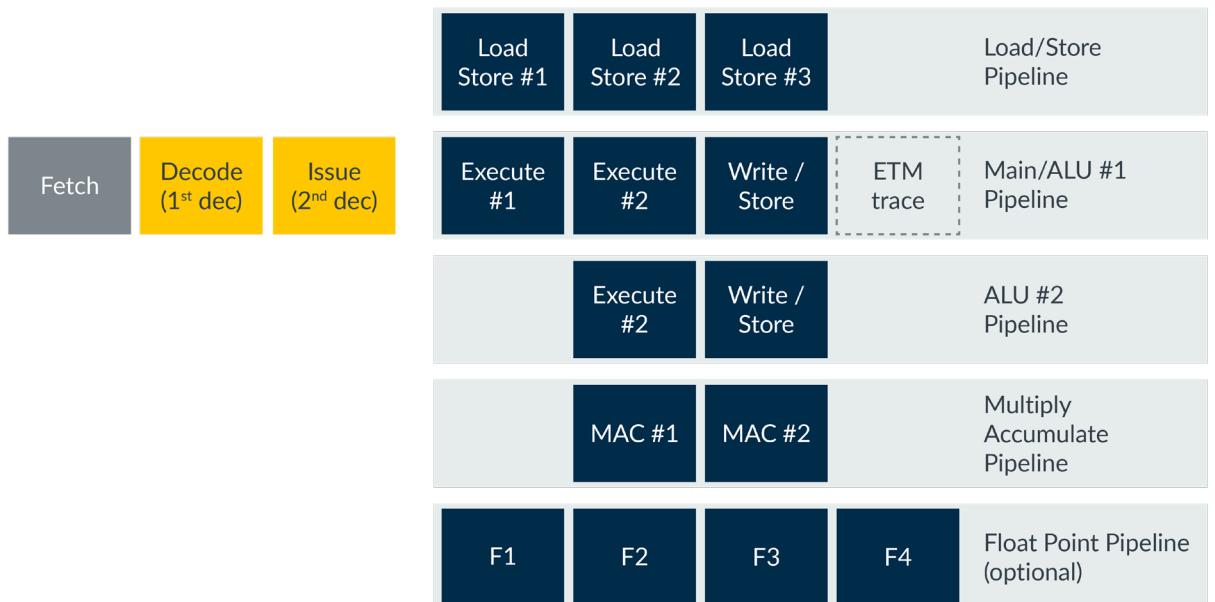 Load
Store #1
Load
Store #2
Load
Store #3
Load/Store
Pipeline
Fetch
Decode
(1st dec)
Issue
(2nd dec)
Execute
#1
Execute
#2
Write /
Store
ETM
trace
Main/ALU #1
Pipeline
Execute
#2
Write /
Store
ALU #2
Pipeline
MAC #1
MAC #2
Multiply
Accumulate
Pipeline
F1
F2
F3
F4
Float Point Pipeline
(optional)